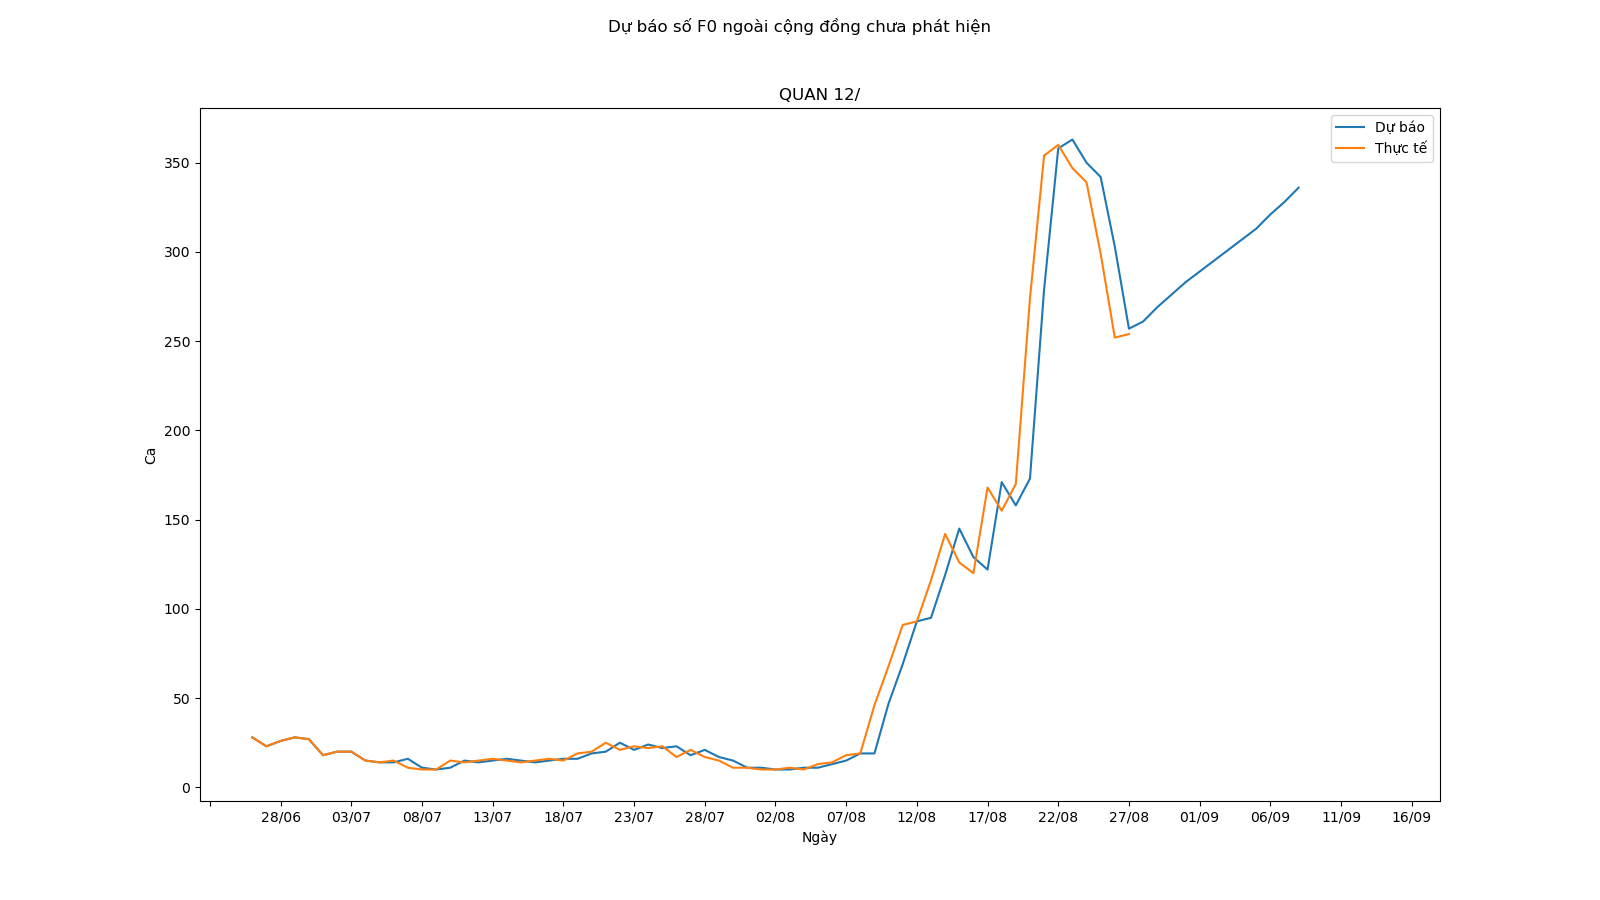 Dự báo số F0 ngoài cộng đồng chưa phát hiện
QUAN 12/
Dự báo
Thực tế
350
300
250
200
150
100
50
0
Ca
28/06 03/07 08/07 13/07 18/07 23/07 28/07 02/08 07/08 12/08 17/08 22/08 27/08 01/09 06/09 11/09 16/09
Ngày